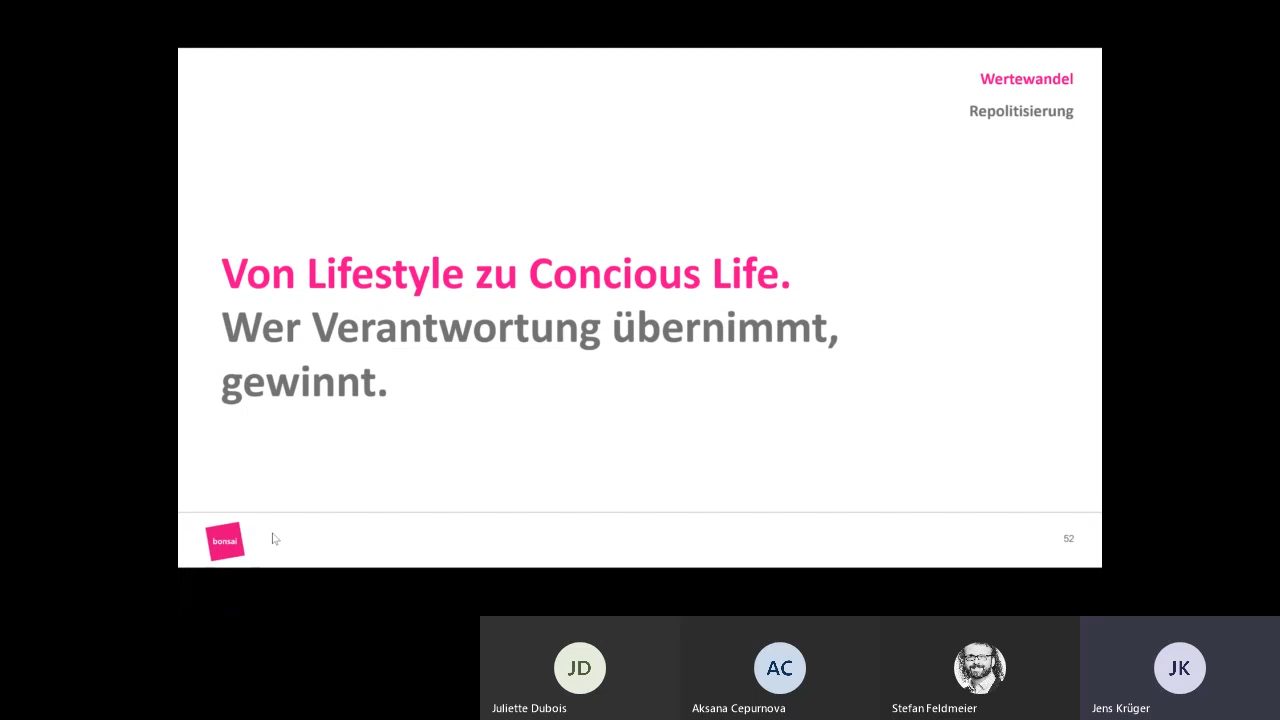 Wertewandel
Repolitisierung
Von Lifestyle zu Concious Life.
Wer Verantwortung übernimmt,
gewinnt.
bonsai
52
JD
AC
JK
Juliette Dubois
Aksana Cepurnova
Stefan Feldmeier
Jens Krüger